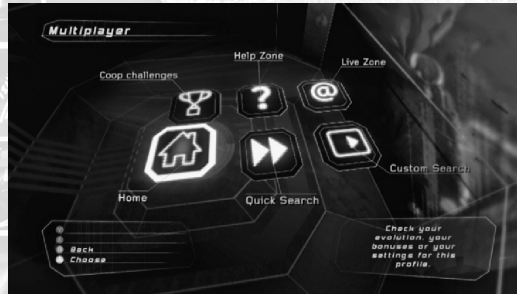 Multiplayer
Help Zone
Live Zone
Coop challenges
?
@
Home
Quick Search
Custom Search
Back
Choose
Check your
evolution, your
bonuses or your
settings for this
profile.